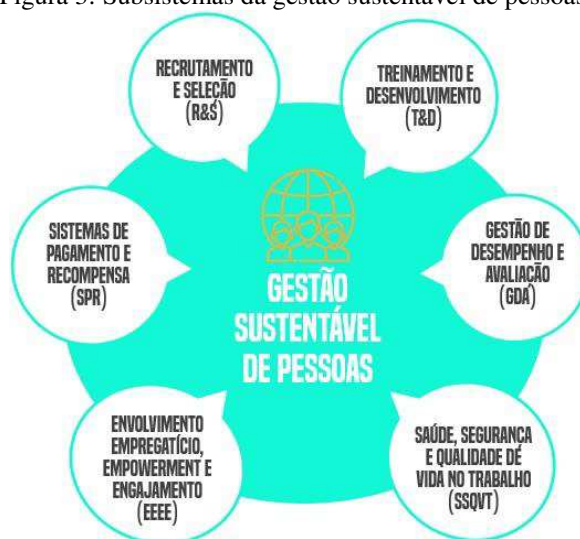 Figura 3: Subsistemas da gestão sustentável de pessoas
RECRUTAMENTO
E SELEÇÃO
(R&S)
TREINAMENTO E
DESENVOLVIMENTO
(T&D)
SISTEMAS DE
PAGAMENTO E
RECOMPENSA
(SPR)
GESTÃO DE
DESEMPENHO E
AVALIAÇÃO
(GDA)
GESTÃO
SUSTENTÁVEL
DE PESSOAS
ENVOLVIMENTO
EMPREGATÍCIO,
EMPOWERMENT E
ENGAJAMENTO
(EEEE)
SAÚDE, SEGURANÇA
E QUALIDADE DE
VIDA NO TRABALHO
(SSQVT)